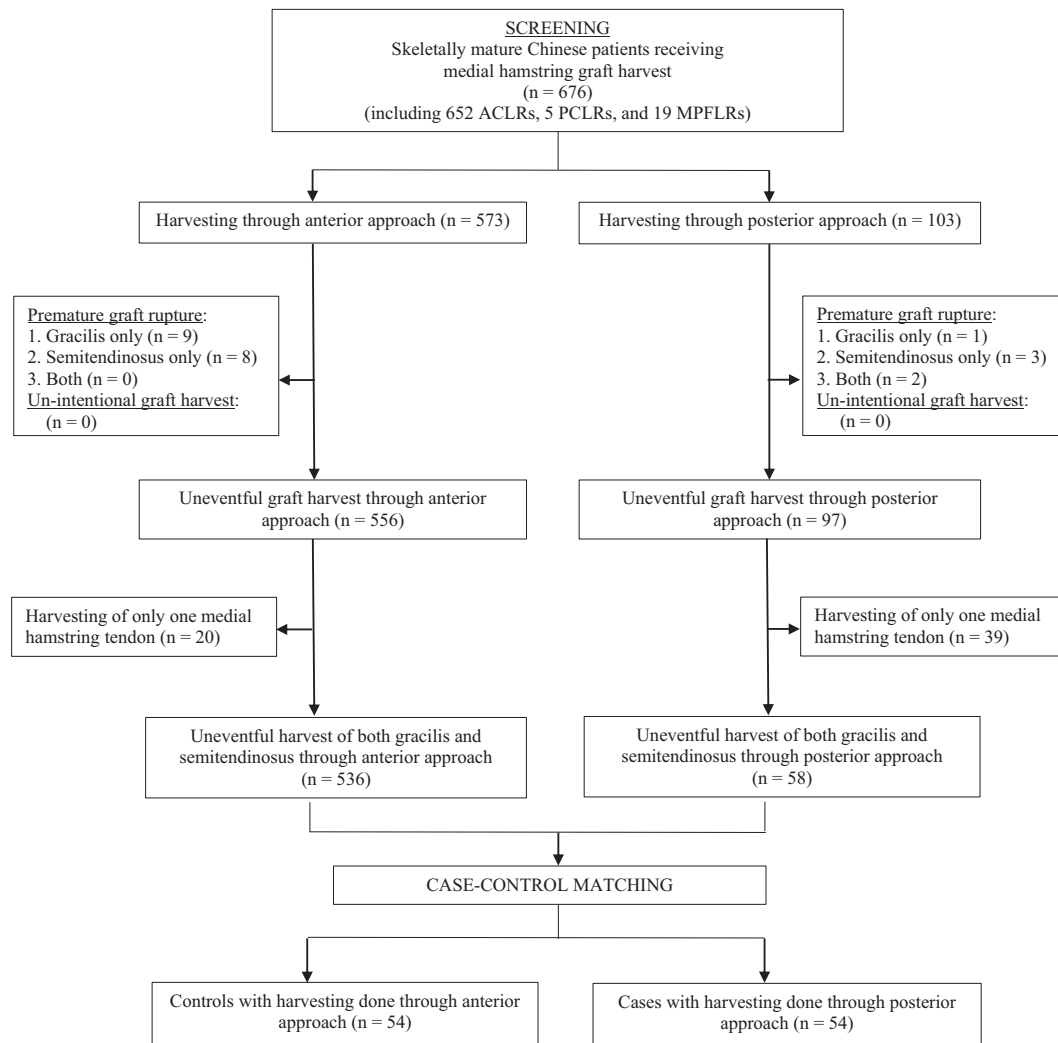 SCREENING
Skeletally mature Chinese patients receiving
medial hamstring graft harvest
(n = 676)
(including 652 ACLRs, 5 PCLRs, and 19 MPFLRs)
Harvesting through anterior approach (n = 573)
Harvesting through posterior approach (n = 103)
Premature graft rupture:
1. Gracilis only (n = 9)
2. Semitendinosus only (n = 8)
3. Both (n = 0)
Un-intentional graft harvest:
(n = 0)
Premature graft rupture:
1. Gracilis only (n = 1)
2. Semitendinosus only (n = 3)
3. Both (n = 2)
Un-intentional graft harvest:
(n = 0)
Uneventful graft harvest through anterior
approach (n = 556)
Uneventful graft harvest through posterior
approach (n = 97)
Harvesting of only one medial
hamstring tendon (n = 20)
Harvesting of only one medial
hamstring tendon (n = 39)
Uneventful harvest of both gracilis and
semitendinosus through anterior approach
(n = 536)
Uneventful harvest of both gracilis and
semitendinosus through posterior approach
(n = 58)
CASE-CONTROL MATCHING
Controls with harvesting done through anterior
approach (n = 54)
Cases with harvesting done through posterior
approach (n = 54)